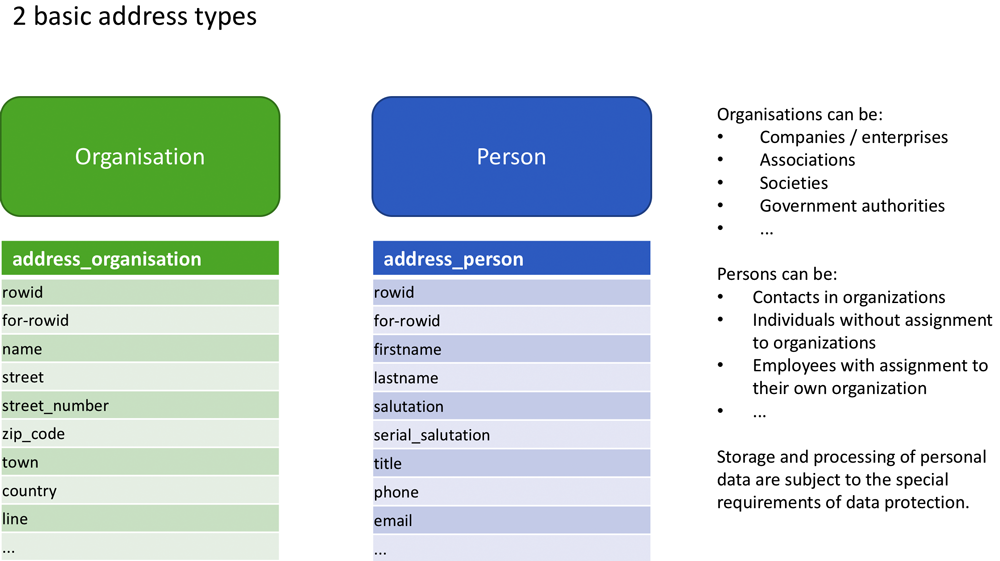 2 basic address types
Organisation
Person
address_organisation
rowid
for-rowid
name
street
street_number
zip_code
town
country
line
...
address_person
rowid
for-rowid
firstname
lastname
salutation
serial_salutation
title
phone
email
...
Organisations can be:
• Companies / enterprises
• Associations
• Societies
• Government authorities
• ...
Persons can be:
• Contacts in organizations
• Individuals without assignment
to organizations
• Employees with assignment to
their own organization
• ...
Storage and processing of personal
data are subject to the special
requirements of data protection.